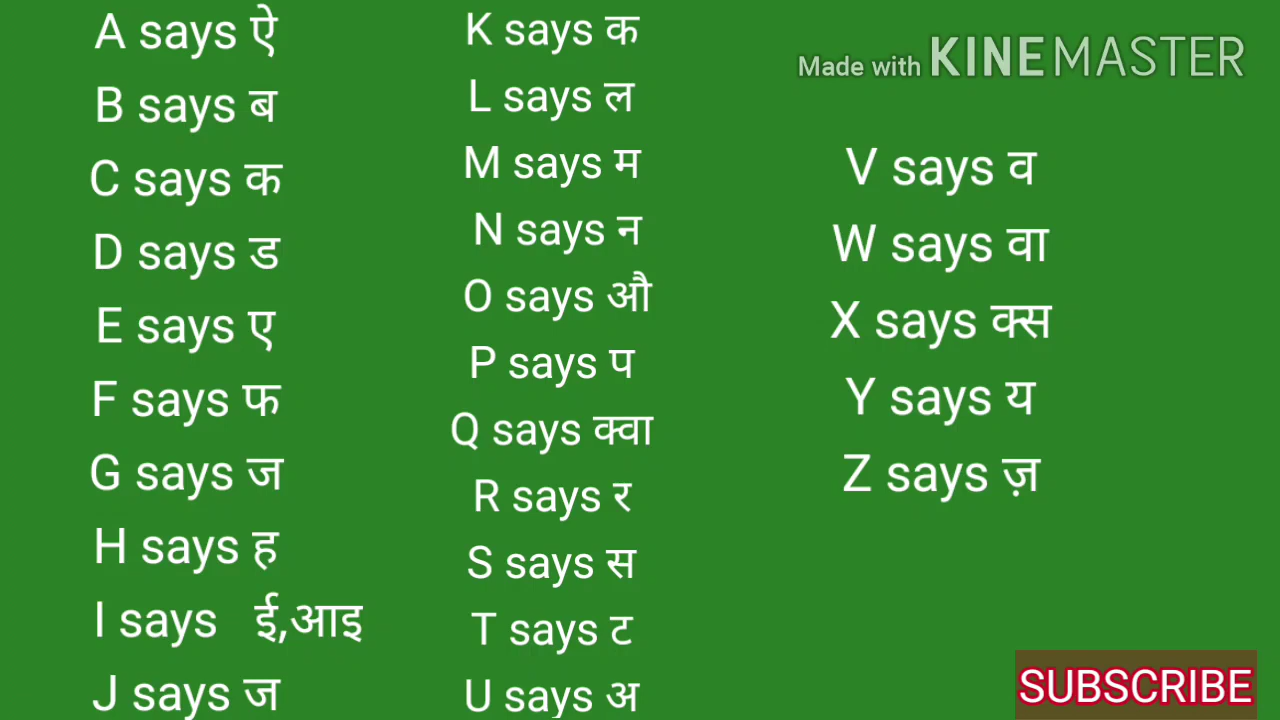 A says ऐ
B says ब
C says क
D says ड
E says ए
F says फ
G says ज
H says ह
I says ई,आइ
J says ज
K says क
L says ल
M says म
N says न
O says औ
P says प
Q says क्वा
R says र
S says स
T says ट
U says अ
Made with KINEMASTER
V says व
W says वा
X says क्स
Y says य
Z says ज़
SUBSCRIBE